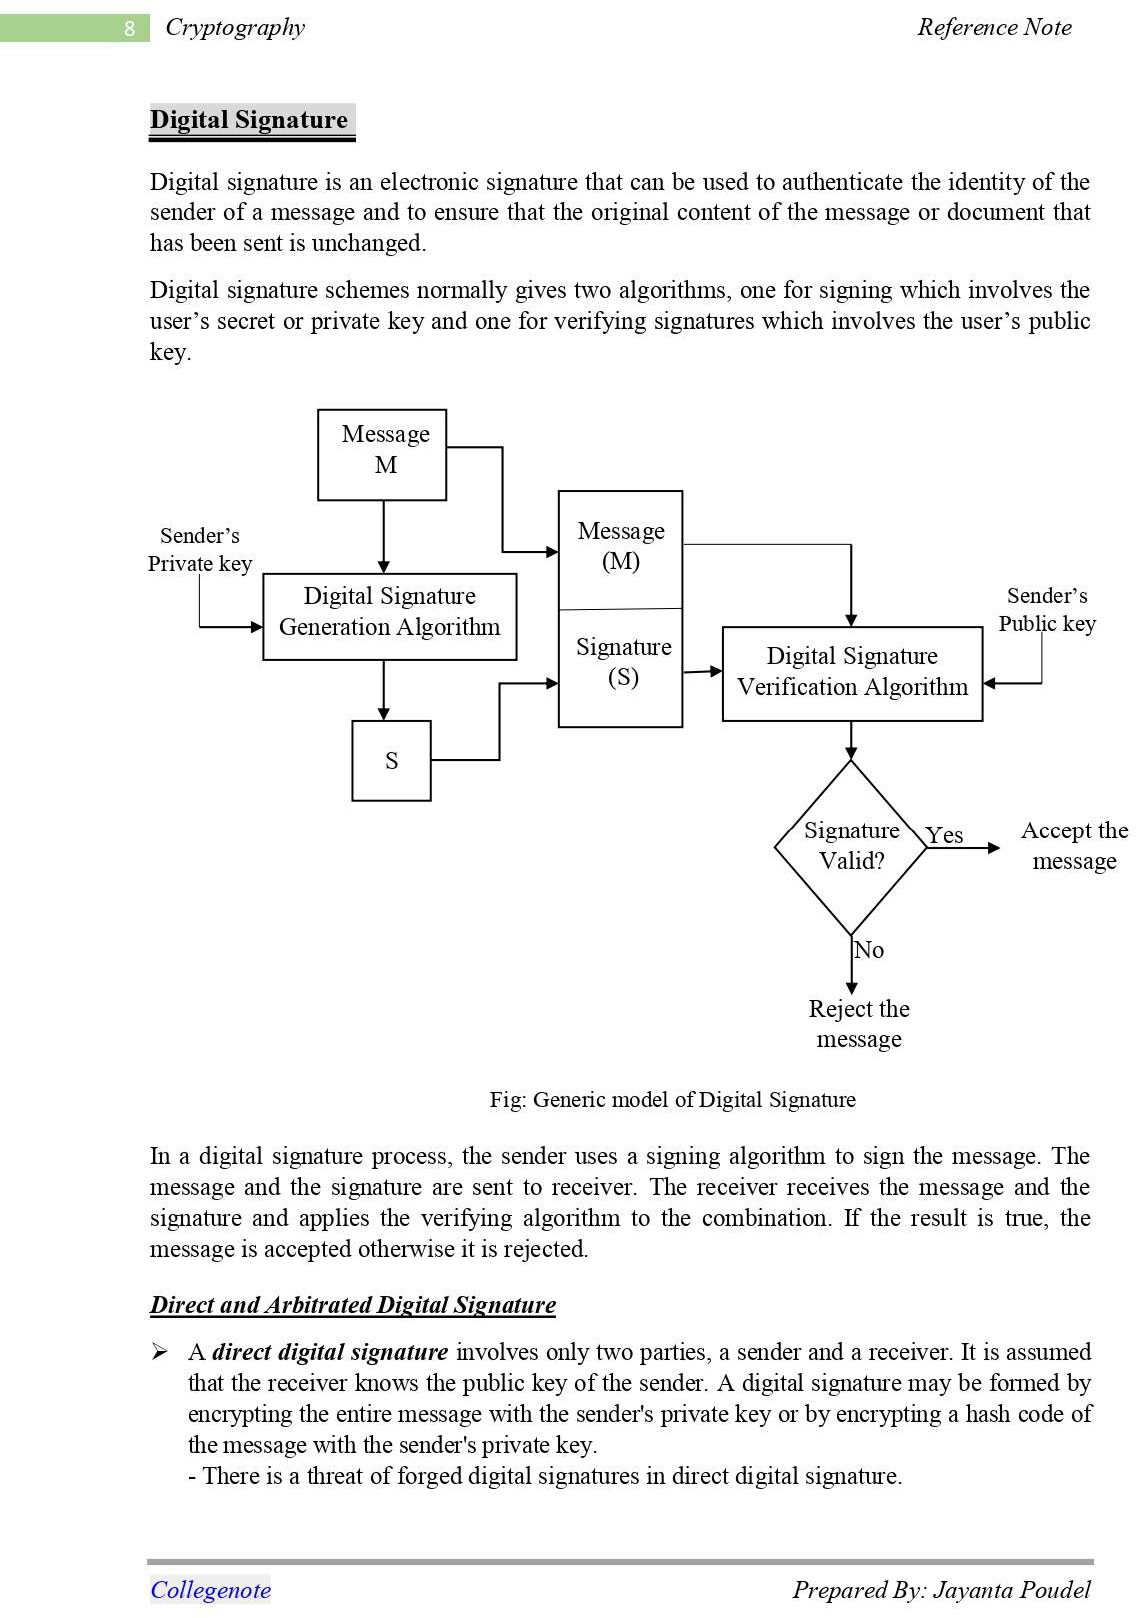 8 Cryptography Reference Note
Digital Signature
Digital signature is an electronic signature that can be used to authenticate the identity of the
sender of a message and to ensure that the original content of the message or document that
has been sent is unchanged.
Digital signature schemes normally gives two algorithms, one for signing which involves the
user’s secret or private key and one for verifying signatures which involves the user’s public
key.
Message
M
Sender’s
Private key
Digital Signature
Generation Algorithm
S
Message
(M)
Signature
(S)
Sender’s
Public key
Digital Signature
Verification Algorithm
Signature
Valid?
Yes
Accept the
message
No
Reject the
message
Fig: Generic model of Digital Signature
In a digital signature process, the sender uses a signing algorithm to sign the message. The
message and the signature are sent to receiver. The receiver receives the message and the
signature and applies the verifying algorithm to the combination. If the result is true, the
message is accepted otherwise it is rejected.
Direct and Arbitrated Digital Signature
➢ A direct digital signature involves only two parties, a sender and a receiver. It is assumed
that the receiver knows the public key of the sender. A digital signature may be formed by
encrypting the entire message with the sender's private key or by encrypting a hash code of
the message with the sender's private key.
- There is a threat of forged digital signatures in direct digital signature.
Collegenote Prepared By: Jayanta Poudel